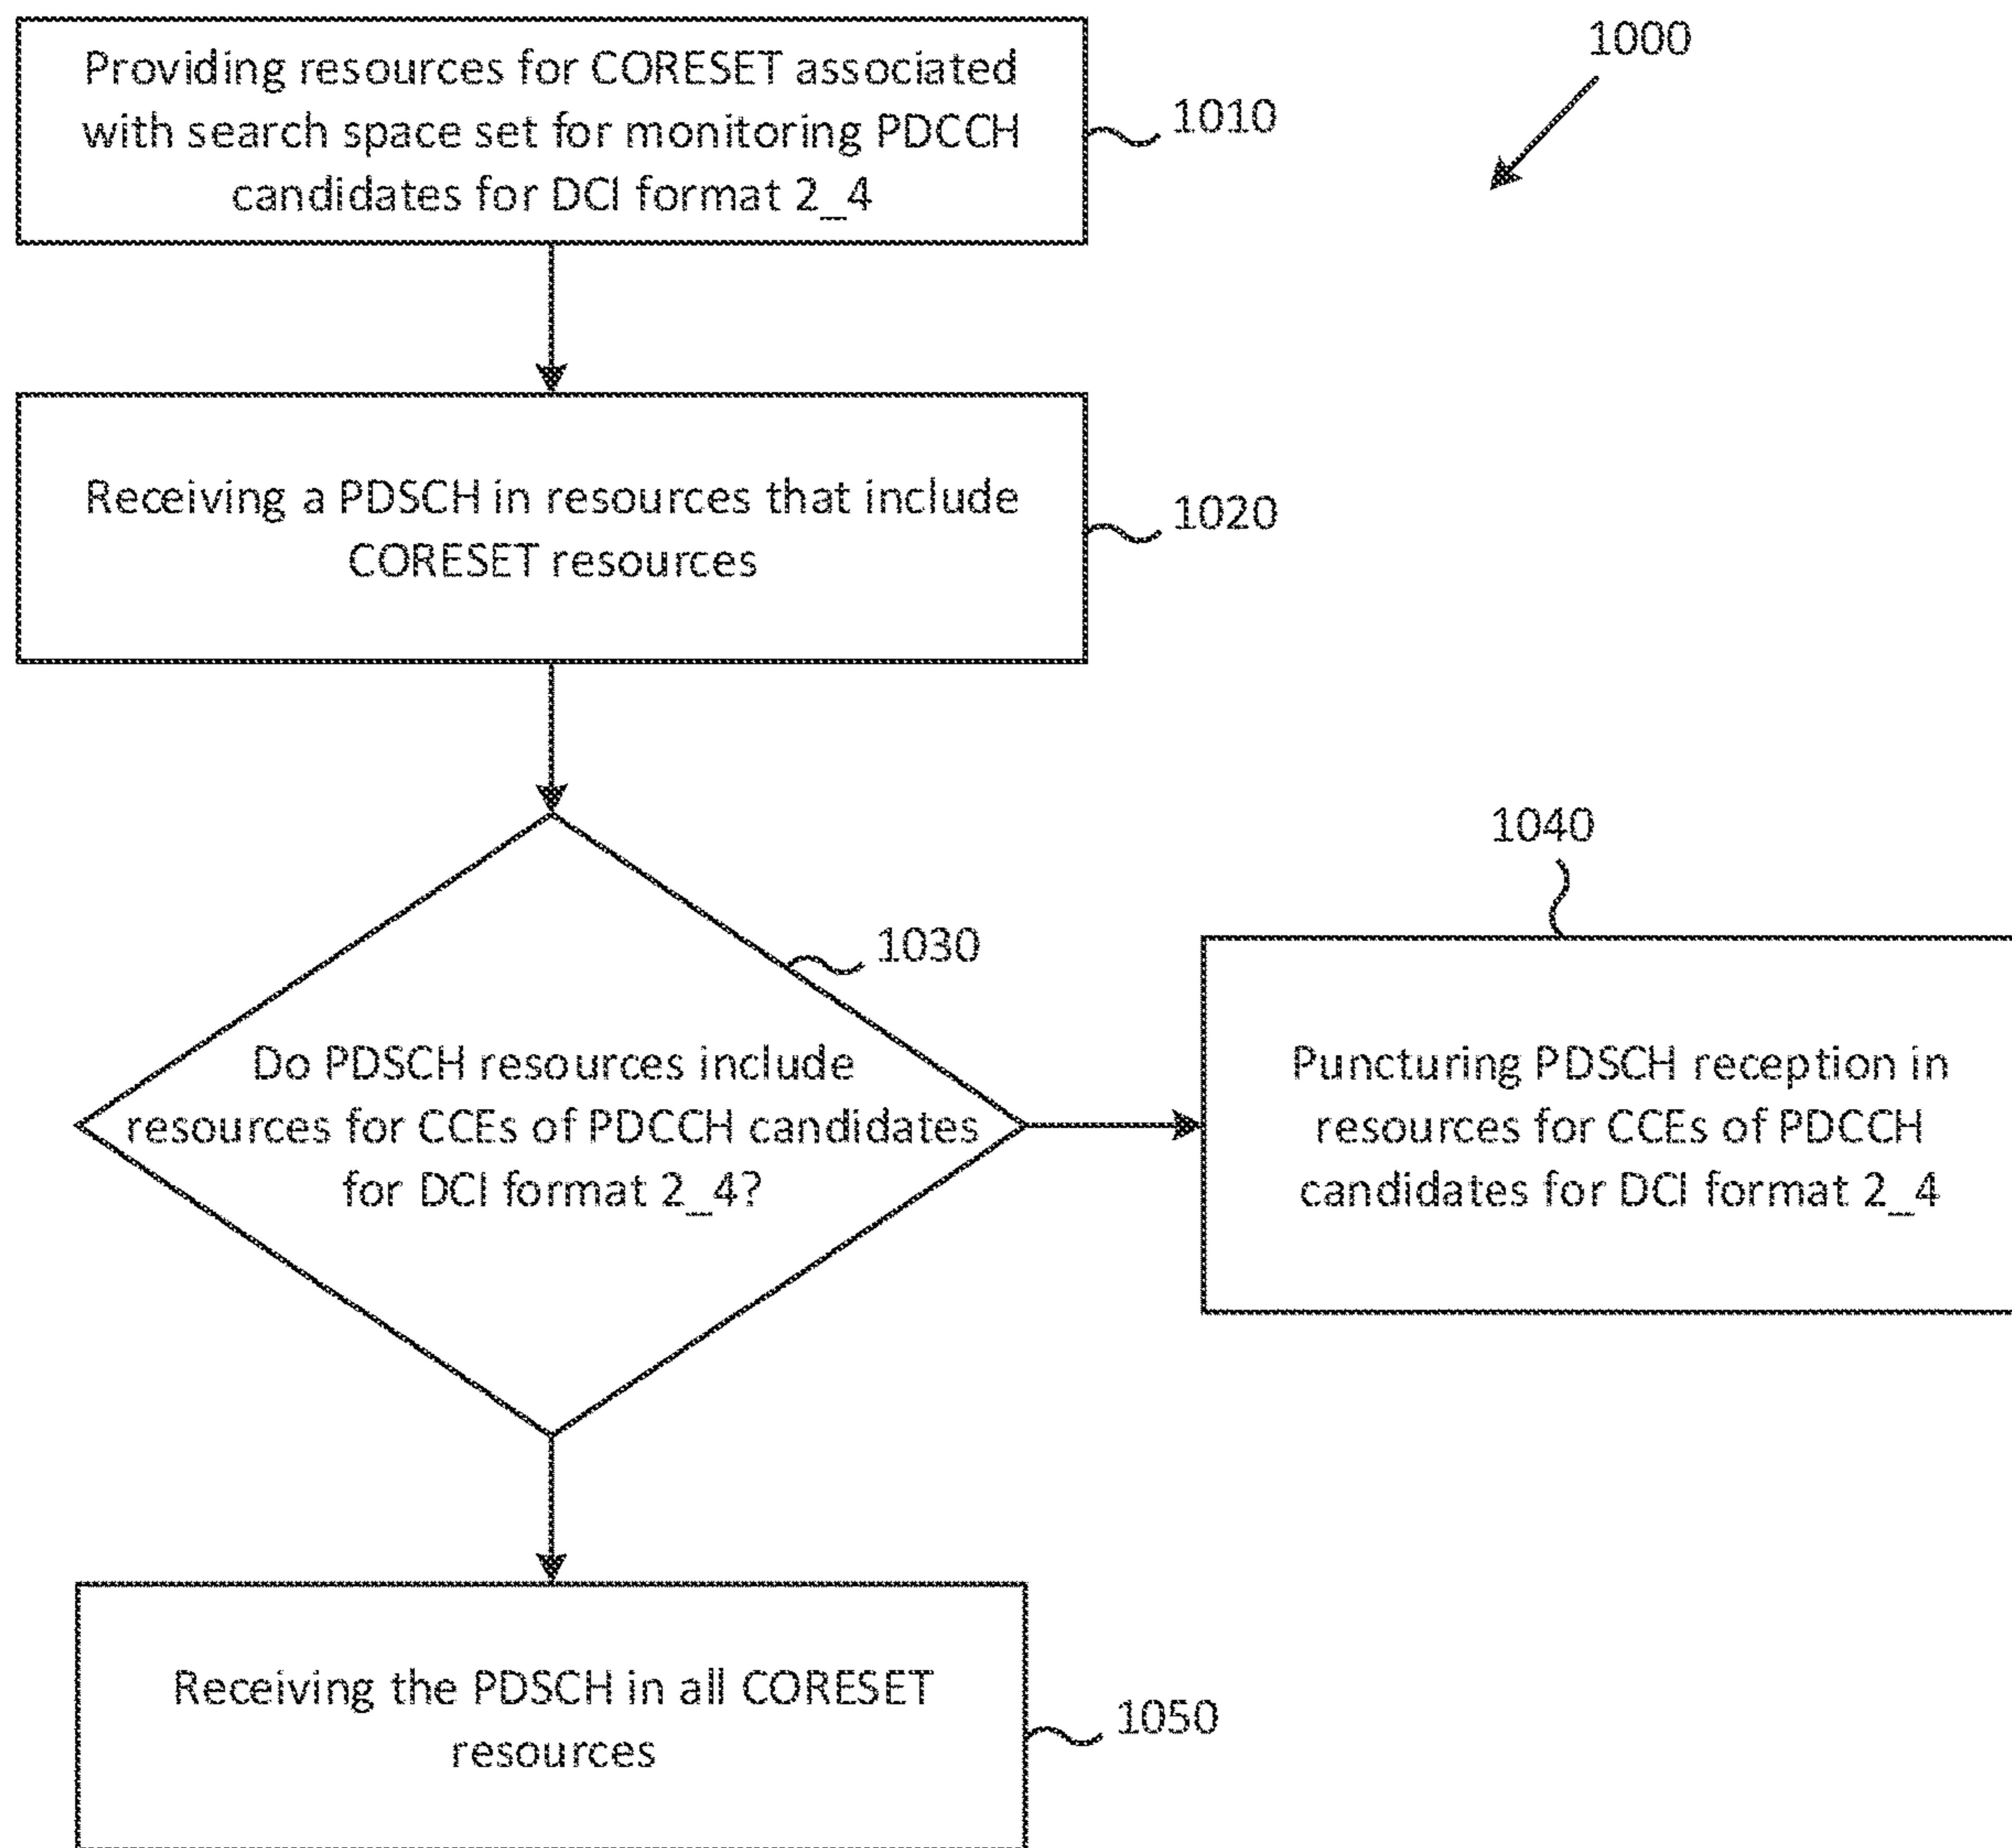 1000
Providing resources for CORESET associated
with search space set for monitoring PDCCH
candidates for DCI format 2_4
1010
Receiving a PDSCH in resources that include
CORESET resources
1020
1030
Do PDSCH resources include
resources for CCEs of PDCCH candidates
for DCI format 2_4?
1040
Puncturing PDSCH reception in
resources for CCEs of PDCCH
candidates for DCI format 2_4
Receiving the PDSCH in all CORESET
resources
1050